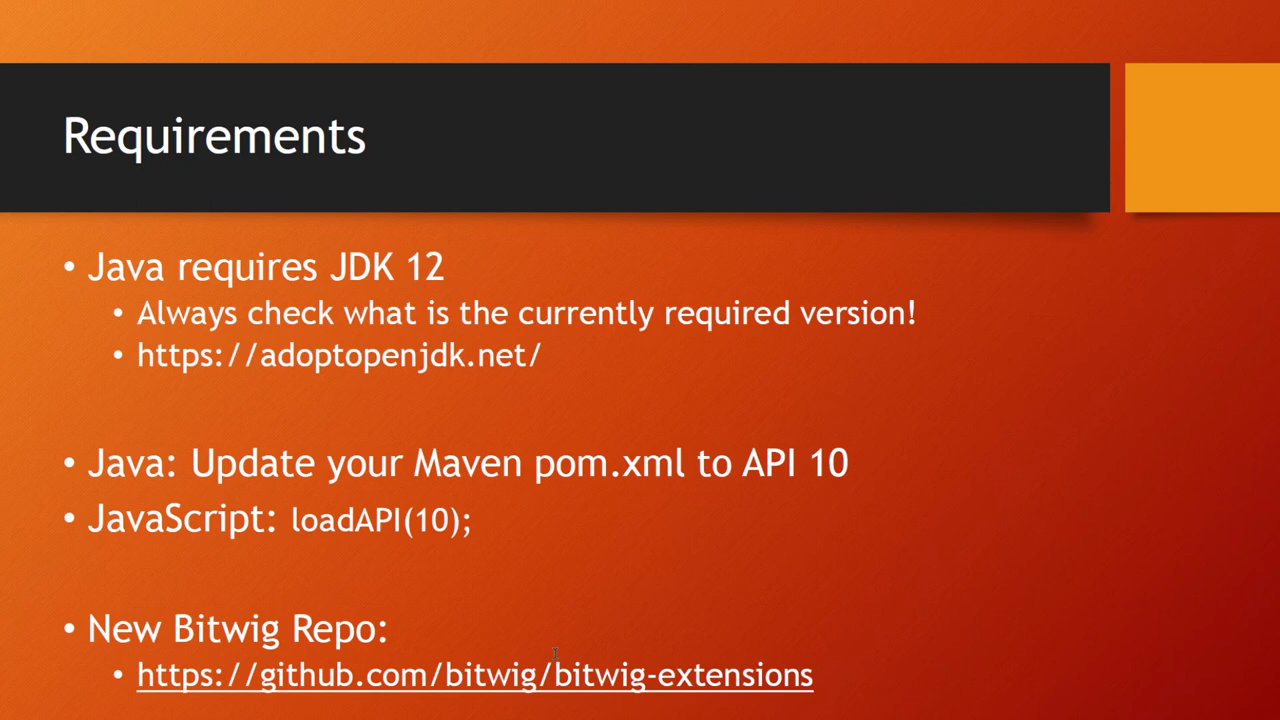 Requirements
• Java requires JDK 12
• Always check what is the currently required version!
• https://adoptopenjdk.net/
• Java: Update your Maven pom.xml to API 10
• JavaScript: loadAPI(10);
• New Bitwig Repo:
• https://github.com/bitwig/bitwig-extensions